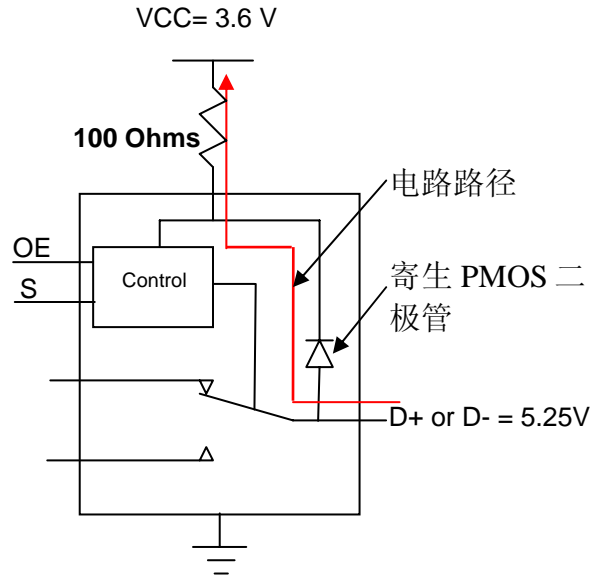 VCC= 3.6 V
100 Ohms
电路路径
OE
Control
S
寄生 PMOS 二
极管
D+ or D- = 5.25V